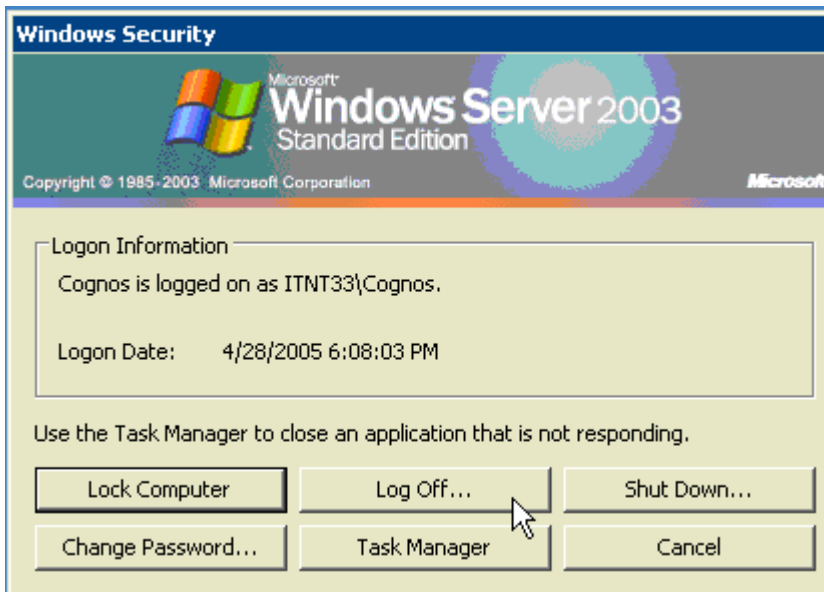 Windows Security
Microsoft
Windows Server 2003
Standard Edition
Copyright © 1985-2003 Microsoft Corporation Microsoft
Logon Information
Cognos is logged on as ITNT33\Cognos.
Logon Date: 4/28/2005 6:08:03 PM
Use the Task Manager to close an application that is not responding.
Lock Computer Log Off... Shut Down...
Change Password... Task Manager Cancel